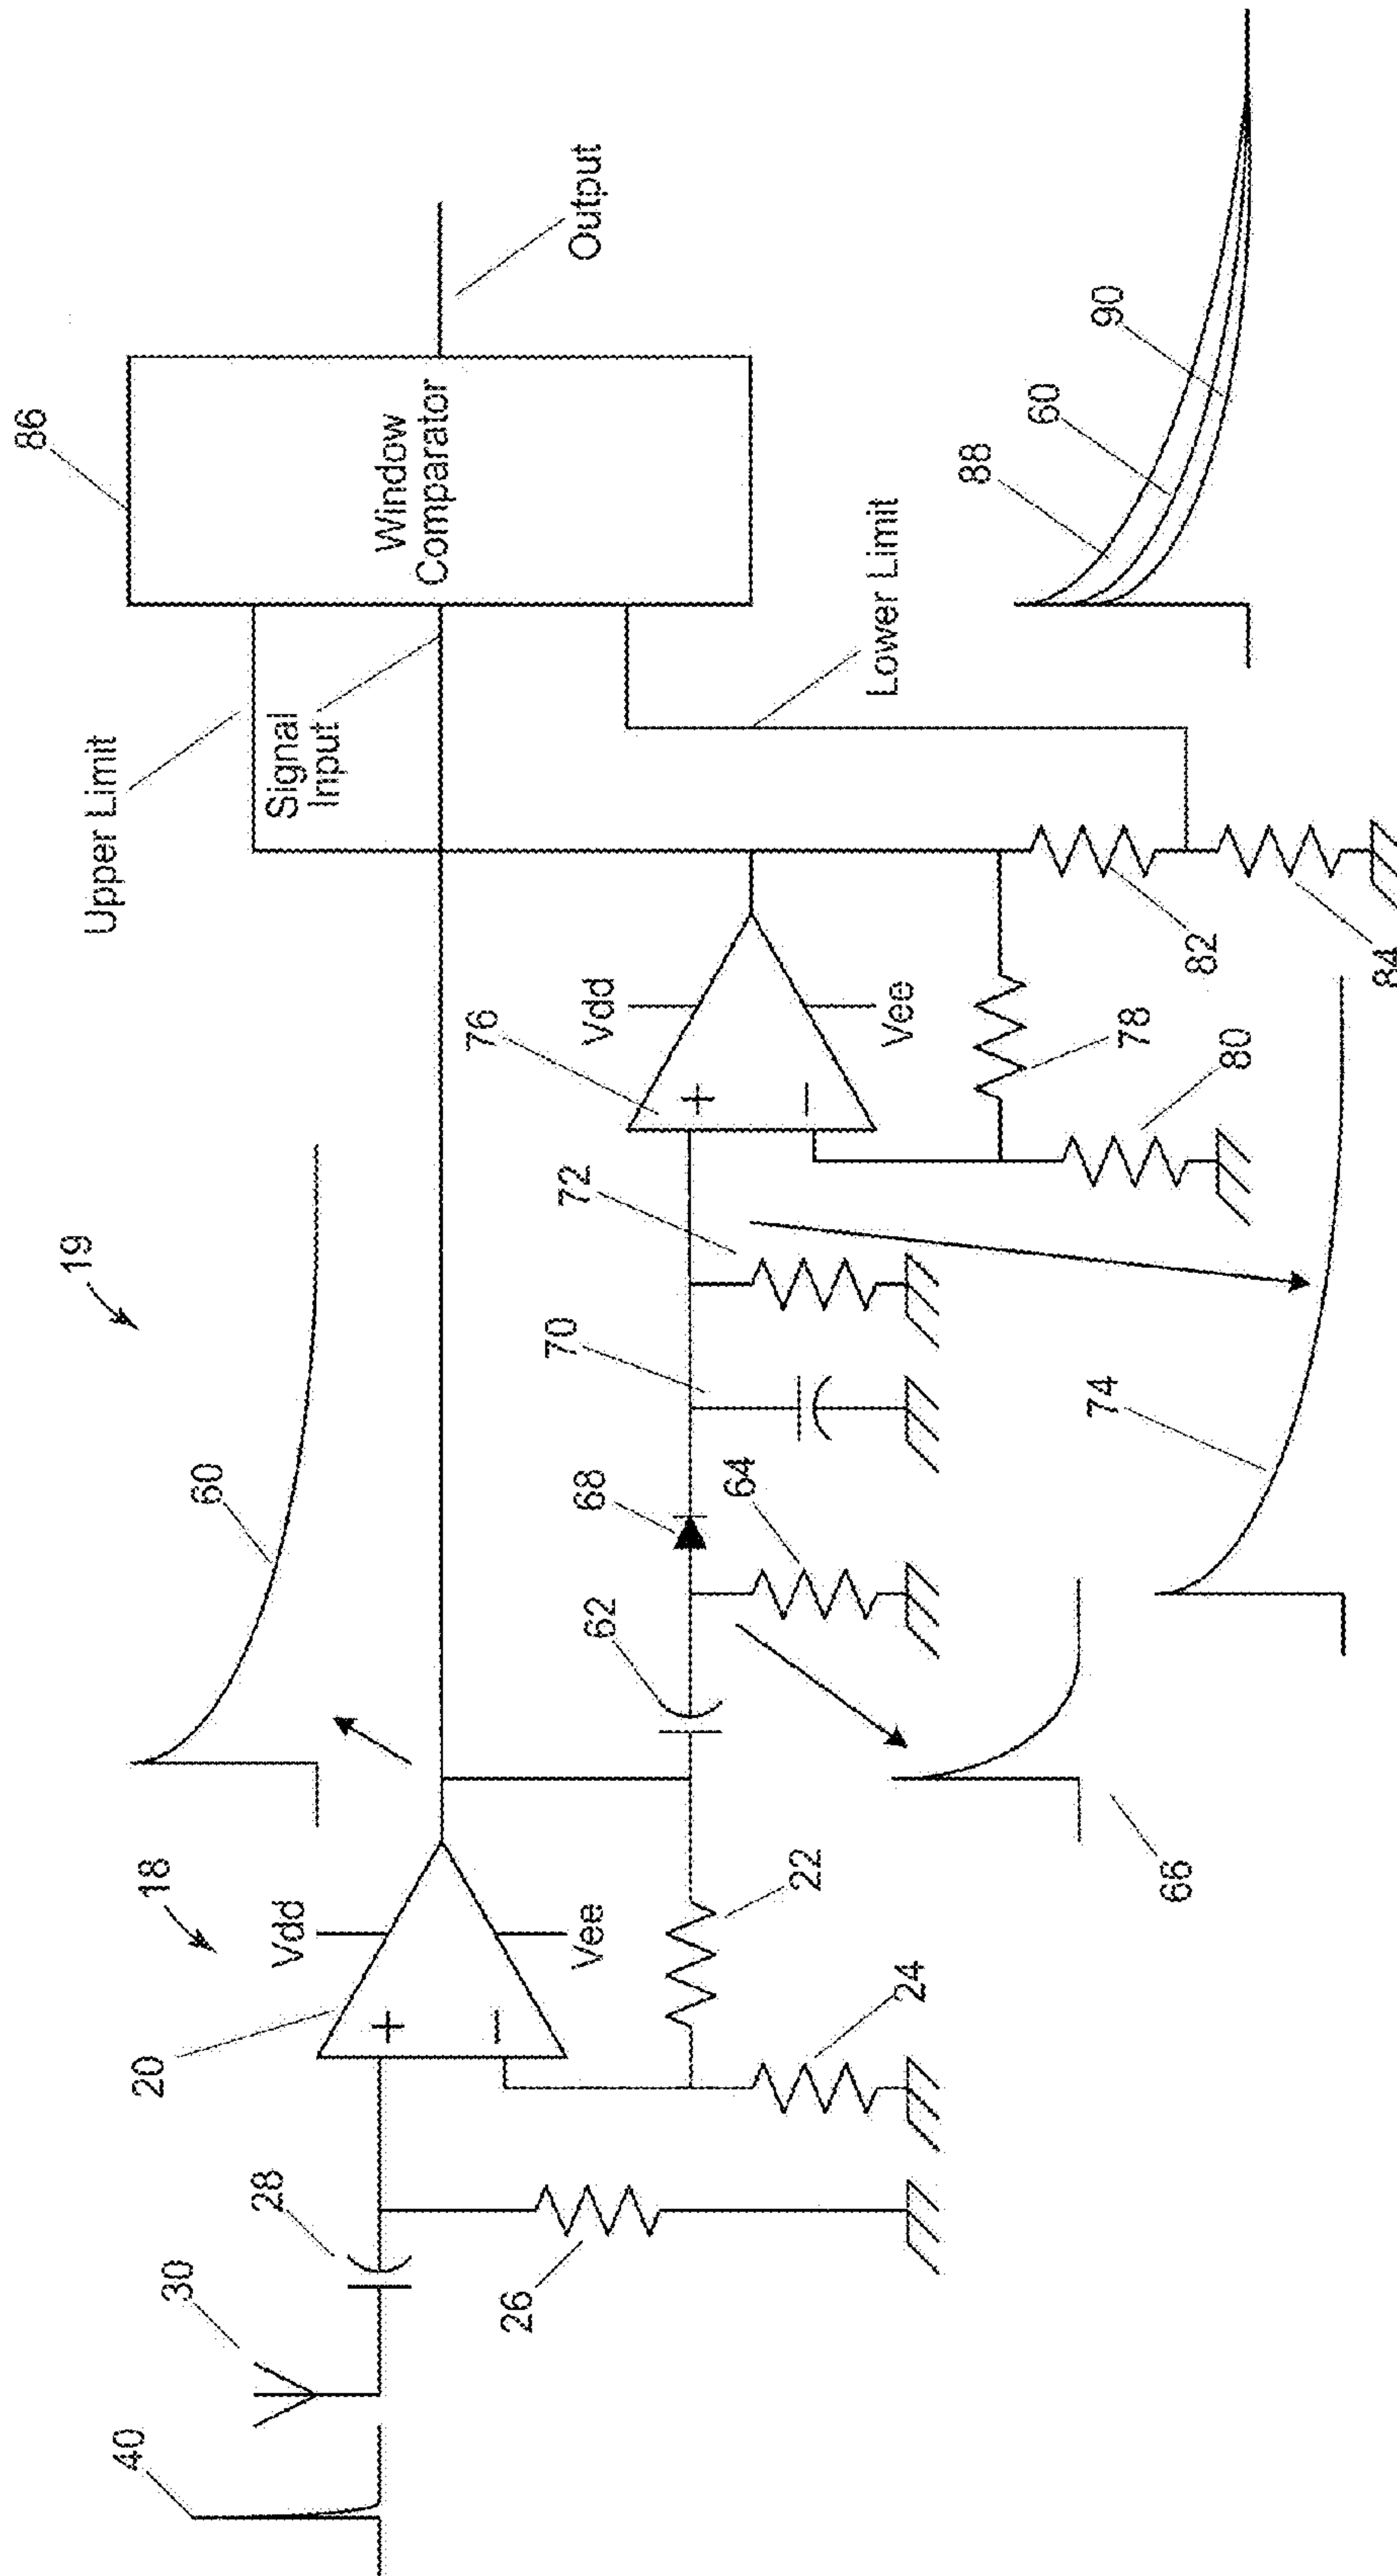 86
Window
Comparator
Output
Upper Limit
Signal
Input
Lower Limit
88
60
90
19
60
18
Vdd
Vee
20
30
28
40
26
24
22
62
64
66
68
70
72
74
76
Vdd
Vee
78
80
82
84
+
−
+
−